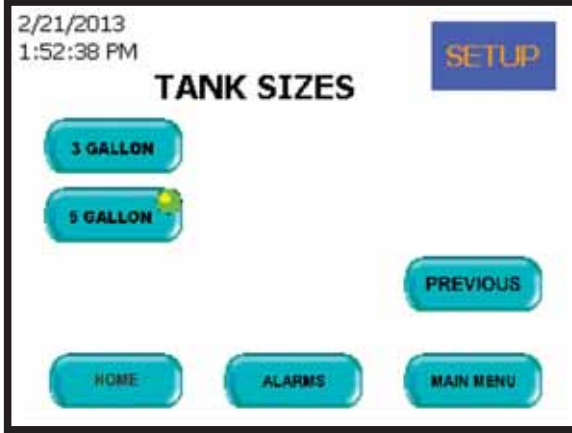 2/21/2013
1:52:38 PM
SETUP
TANK SIZES
3 GALLON
5 GALLON
PREVIOUS
HOME
ALARMS
MAIN MENU